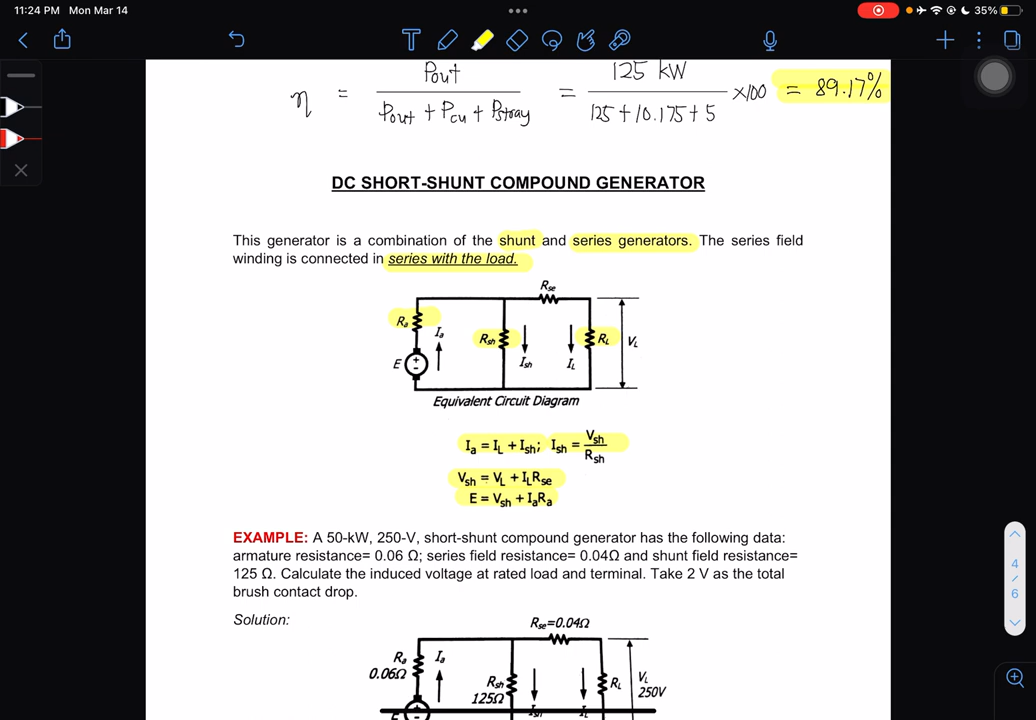 11:24 PM Mon Mar 14
35%
η = Pout / Pout + Pcu + Pstray = 125 kW / 125 + 10.175 + 5 x100 = 89.17%
DC SHORT-SHUNT COMPOUND GENERATOR
This generator is a combination of the shunt and series generators. The series field
winding is connected in series with the load.
Rse
Ra Ia Rsh RL VL
E Ish IL
Equivalent Circuit Diagram
Ia = IL + Ish; Ish = Vsh / Rsh
Vsh = VL + ILRse
E = Vsh + IaRa
EXAMPLE: A 50-kW, 250-V, short-shunt compound generator has the following data:
armature resistance= 0.06 Ω; series field resistance= 0.04Ω and shunt field resistance=
125 Ω. Calculate the induced voltage at rated load and terminal. Take 2 V as the total
brush contact drop.
Solution:
Rse=0.04Ω
Ra Ia
0.06Ω
Rsh
125Ω
RL
VL
250V
4
/
6